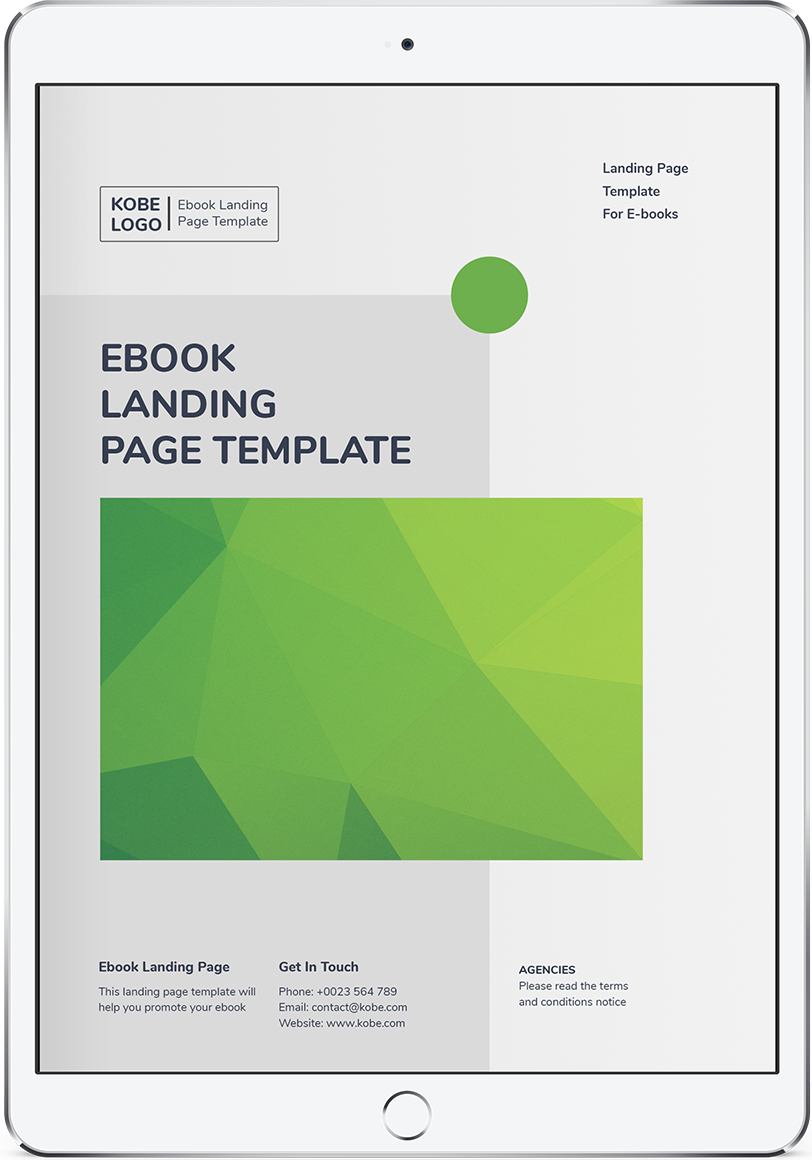 KOBE
LOGO
Ebook Landing
Page Template
Landing Page
Template
For E-books
EBOOK
LANDING
PAGE TEMPLATE
Ebook Landing Page
This landing page template will
help you promote your ebook
Get In Touch
Phone: +0023 564 789
Email: contact@kobe.com
Website: www.kobe.com
AGENCIES
Please read the terms
and conditions notice